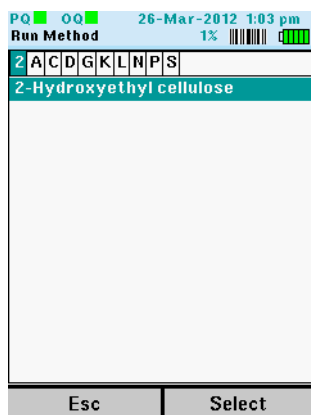 PQ OQ 26-Mar-2012 1:03 pm
Run Method 1%
2 A C D G K L N P S
2-Hydroxyethyl cellulose
Esc Select